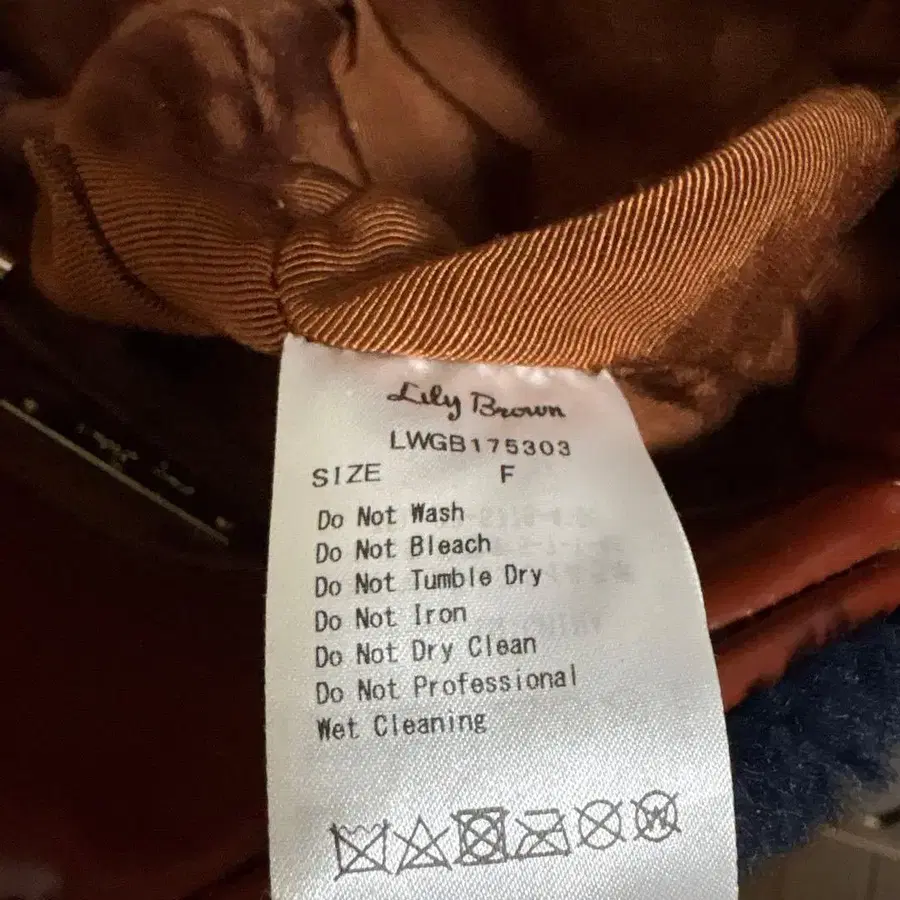 Lily Brown
LWGB175303
SIZE F
Do Not Wash
Do Not Bleach
Do Not Tumble Dry
Do Not Iron
Do Not Dry Clean
Do Not Professional
Wet Cleaning
W